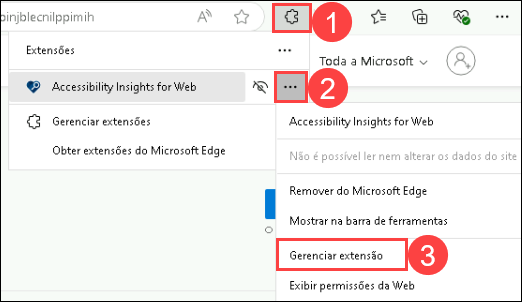 pinjblecnilppimih
1
Extensões
Toda a Microsoft
Accessibility Insights for Web
2
Gerenciar extensões
Obter extensões do Microsoft Edge
Accessibility Insights for Web
Não é possível ler nem alterar os dados do site
Remover do Microsoft Edge
Mostrar na barra de ferramentas
Gerenciar extensão
3
Exibir permissões da Web